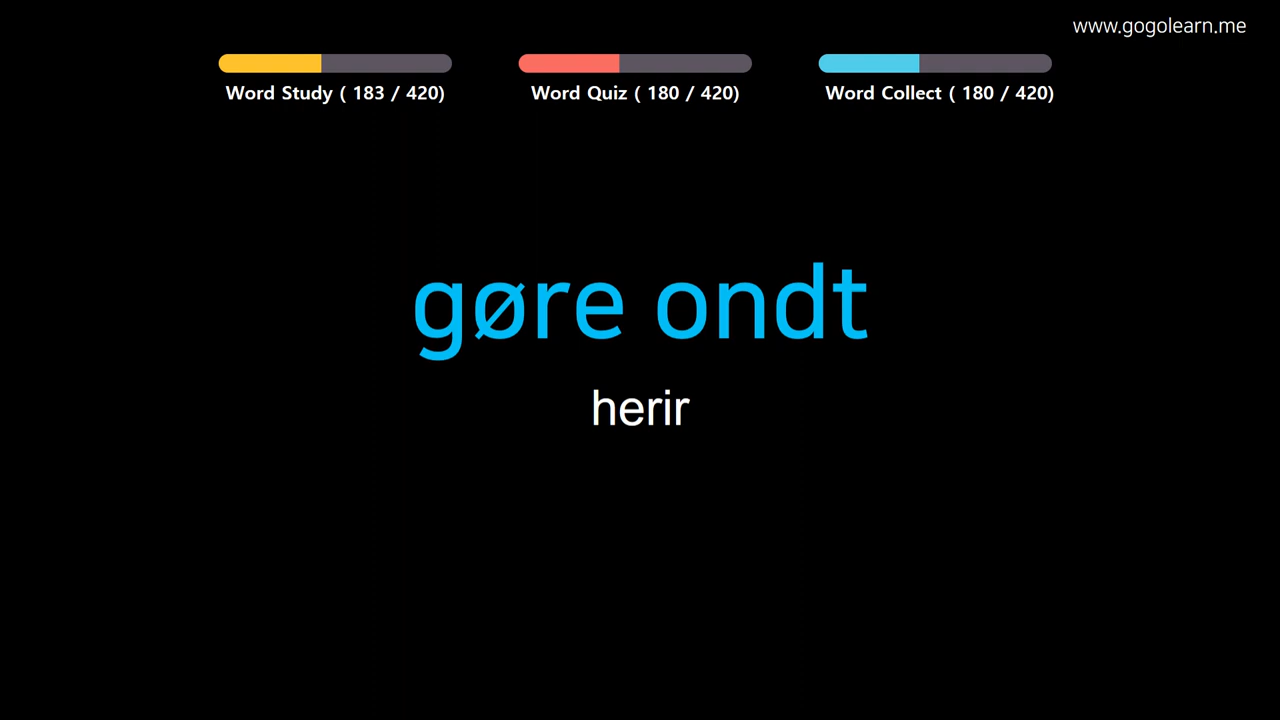 www.gogolearn.me
Word Study ( 183 / 420)
Word Quiz ( 180 / 420)
Word Collect ( 180 / 420)
gøre ondt
herir